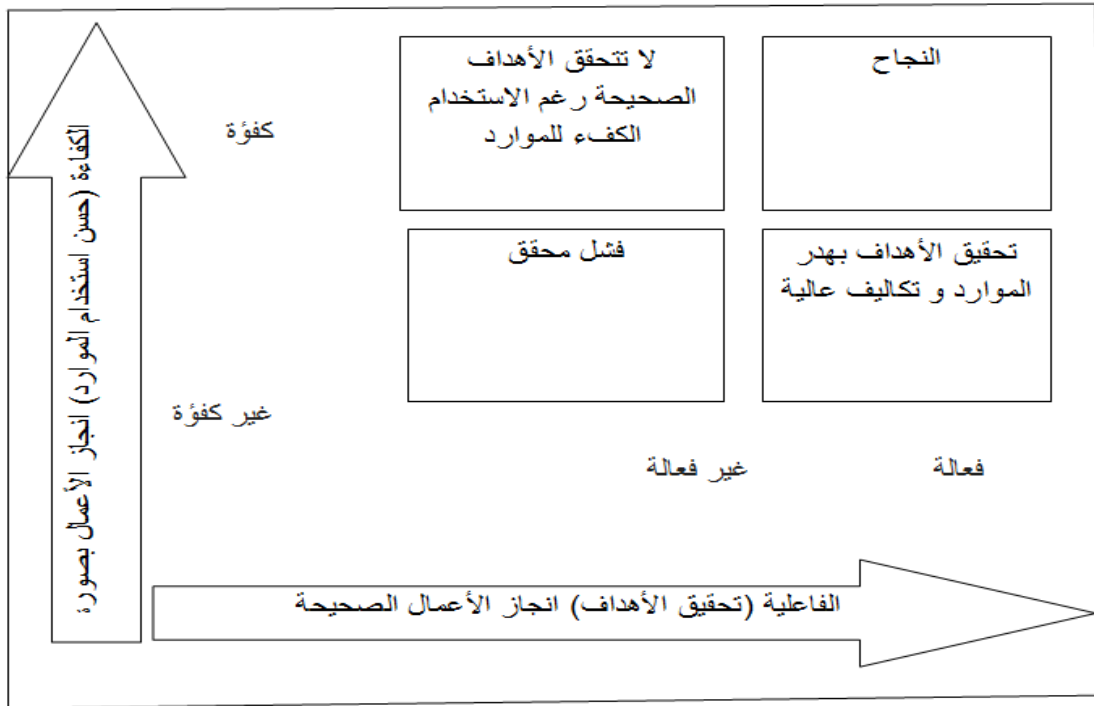 النجاح
لا تتحقق الأهداف
الصحيحة رغم الاستخدام
الكفء للموارد
كفؤة
الكفاءة (حسن استخدام الموارد) انجاز الأعمال بصورة
تحقيق الأهداف بهدر
الموارد و تكاليف عالية
فشل محقق
غير كفؤة
فعالة
غير فعالة
الفاعلية (تحقيق الأهداف) انجاز الأعمال الصحيحة